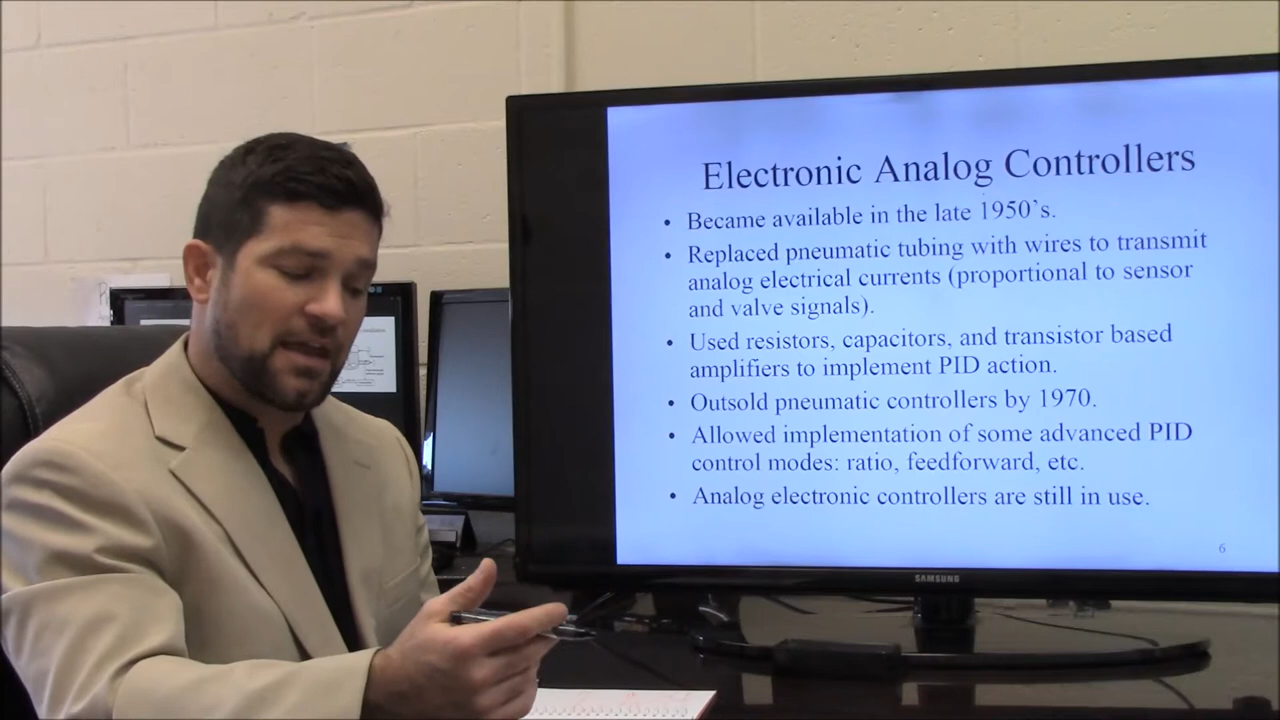 Electronic Analog Controllers
• Became available in the late 1950's.
• Replaced pneumatic tubing with wires to transmit
analog electrical currents (proportional to sensor
and valve signals).
• Used resistors, capacitors, and transistor based
amplifiers to implement PID action.
• Outsold pneumatic controllers by 1970.
• Allowed implementation of some advanced PID
control modes: ratio, feedforward, etc.
• Analog electronic controllers are still in use.
6
SAMSUNG